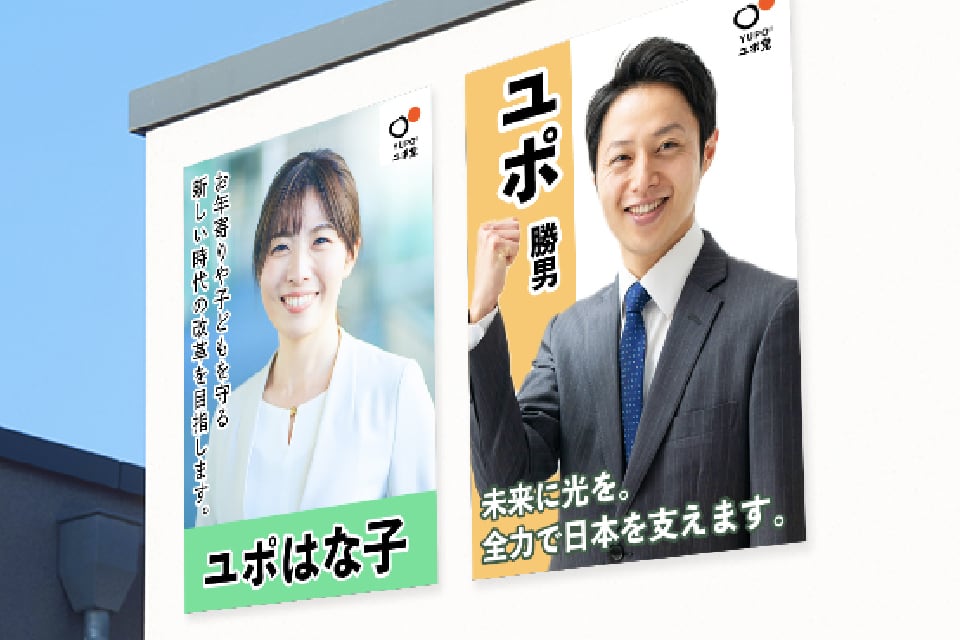 YUPO
ユポ党
お年寄りや子どもを守る
新しい時代の改革を目指します。
ユポはな子
YUPO
ユポ党
ユポ
勝男
未来に光を。
全力で日本を支えます。